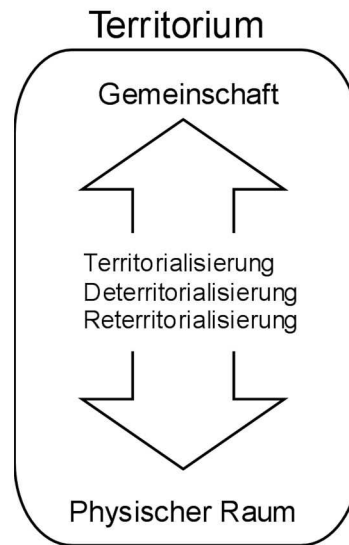 Territorium
Gemeinschaft
Territorialisierung
Deterritorialisierung
Reterritorialisierung
Physischer Raum